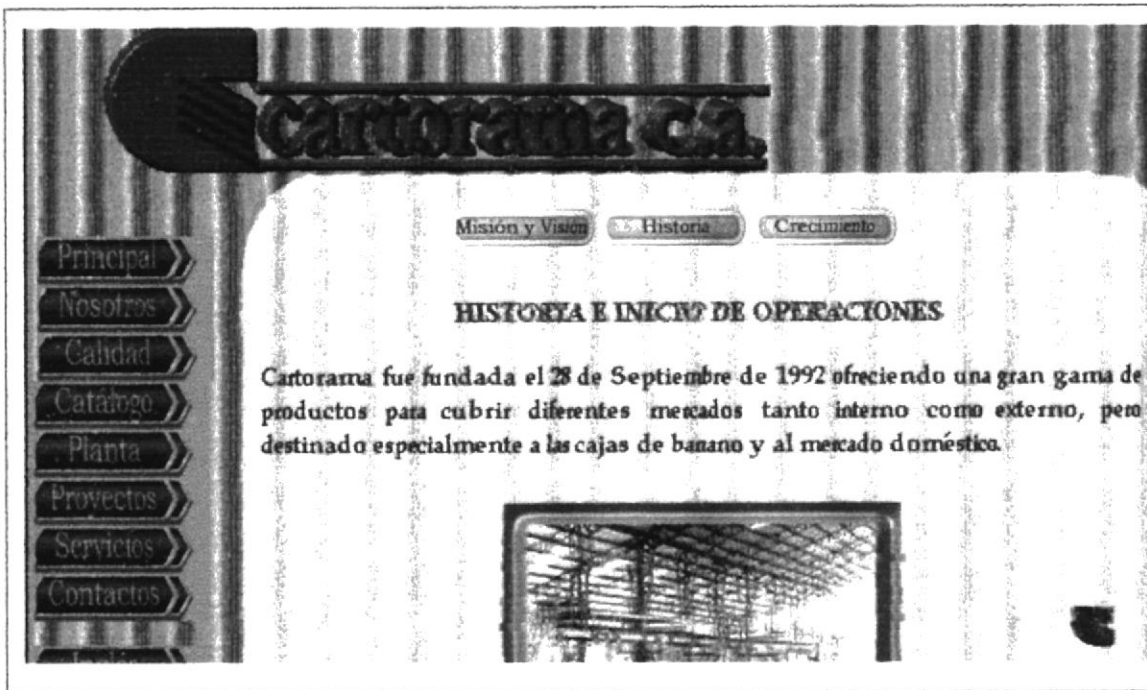 cartorama c.a.
Misión y Visión
Historia
Crecimiento
Principal
Nosotros
Calidad
Catálogo
Planta
Proyectos
Servicios
Contactos
HISTORIA E INICIO DE OPERACIONES
Cartorama fue fundada el 28 de Septiembre de 1992 ofreciendo una gran gama de
productos para cubrir diferentes mercados tanto interno como externo, pero
destinado especialmente a las cajas de banano y al mercado doméstico.